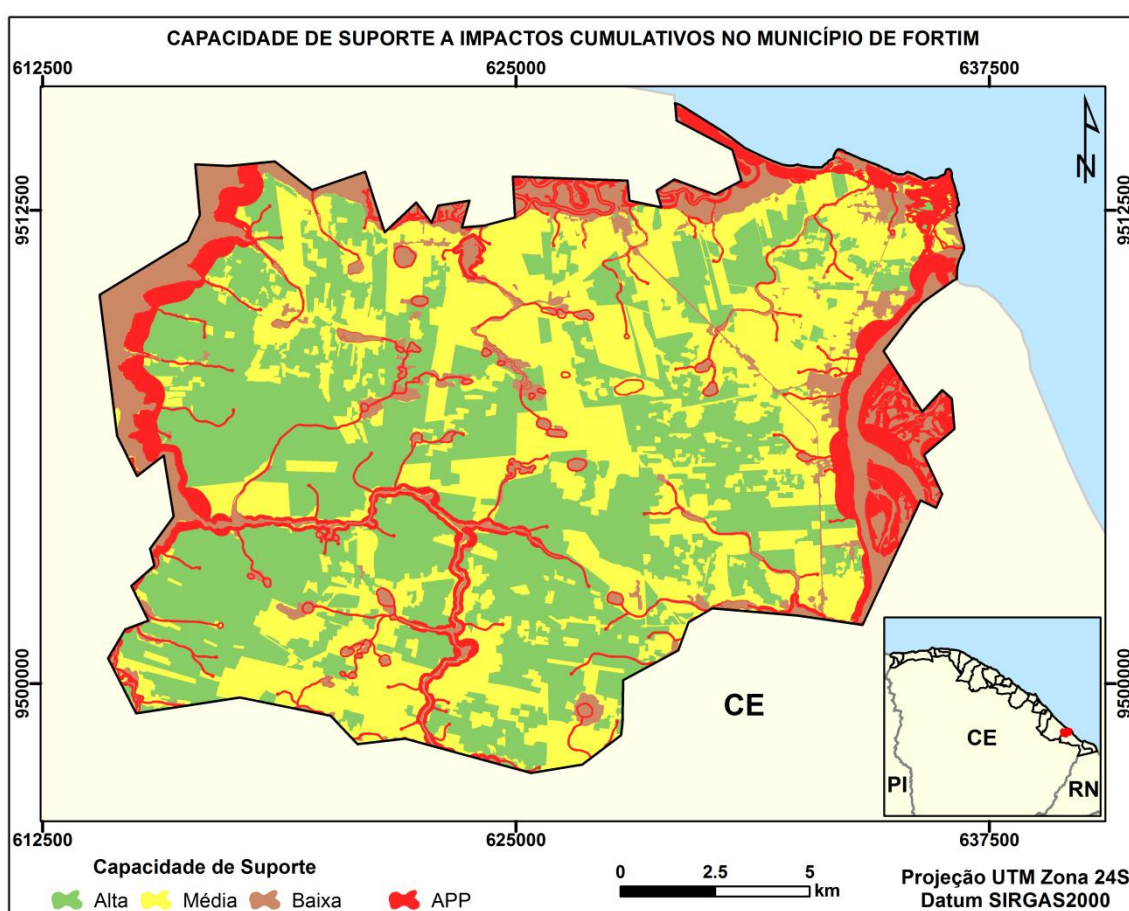 CAPACIDADE DE SUPORTE A IMPACTOS CUMULATIVOS NO MUNICÍPIO DE FORTIM
612500 625000 637500
N
9512500 9512500
9500000 9500000
CE
CE
PI
RN
612500 625000 637500
Capacidade de Suporte
Alta Média Baixa APP
0 2.5 5
km
Projeção UTM Zona 24S
Datum SIRGAS2000